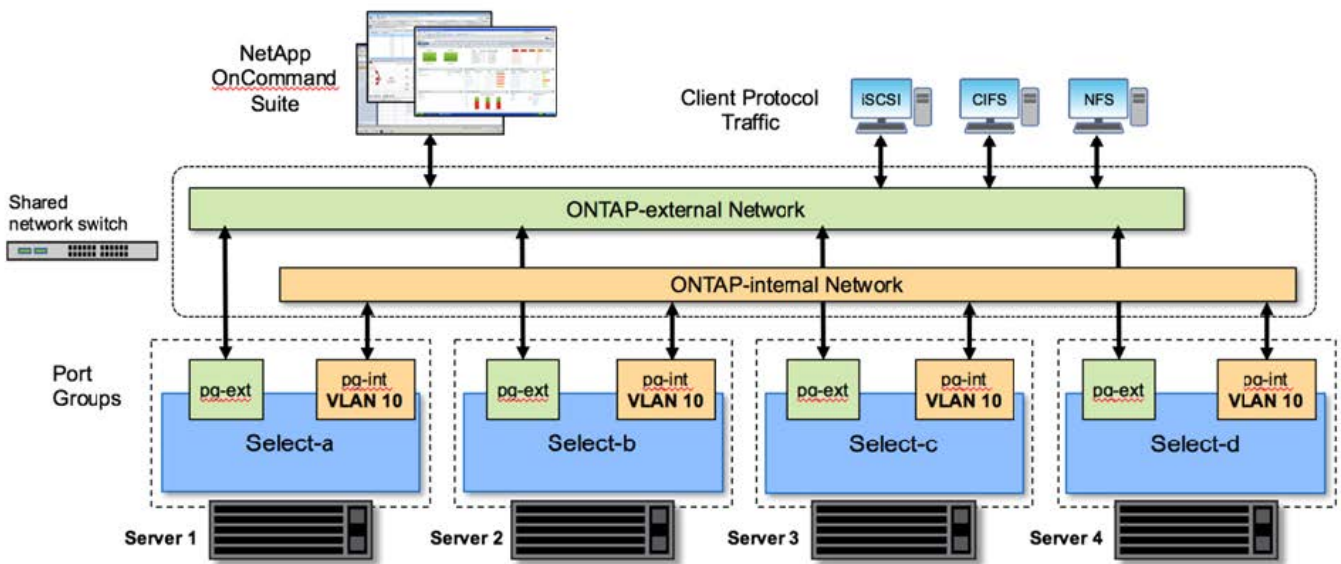 NetApp
OnCommand
Suite
Client Protocol
Traffic
iSCSI
CIFS
NFS
Shared
network switch
ONTAP-external Network
ONTAP-internal Network
Port
Groups
pg-ext
pg-int
VLAN 10
Select-a
pg-ext
pg-int
VLAN 10
Select-b
pg-ext
pg-int
VLAN 10
Select-c
pg-ext
pg-int
VLAN 10
Select-d
Server 1
Server 2
Server 3
Server 4